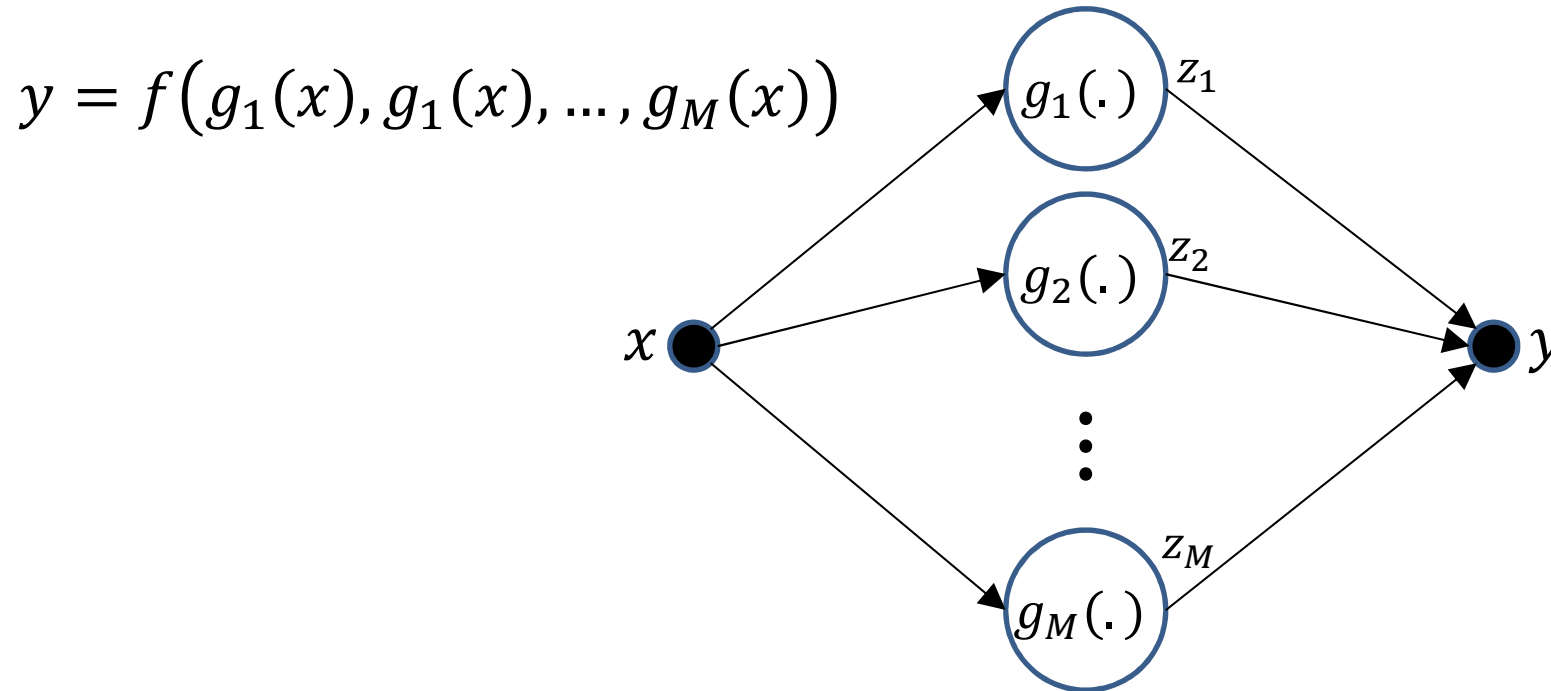 y = f(g₁(x), g₁(x), … , g_M(x))
g₁(.)
z₁
g₂(.)
z₂
x
y
⋮
g_M(.)
z_M